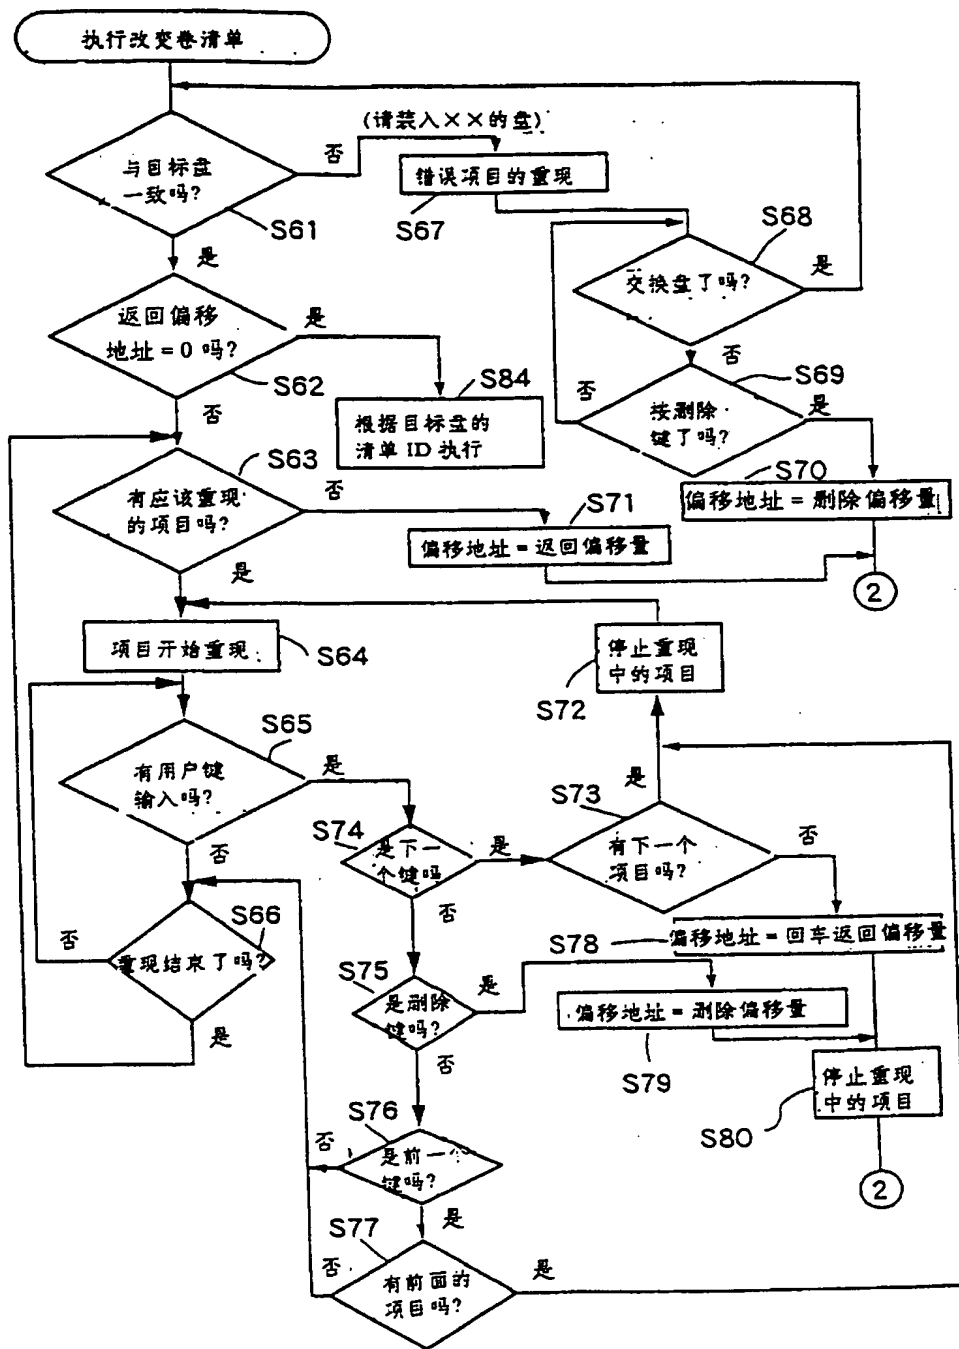 执行改变卷清单
(请装入××的盘)
与目标盘
一致吗?
否
错误项目的重现
S61
S67
S68
是
交换盘了吗?
是
返回偏移
地址=0吗?
是
S62
否
S69
S84
否
按删除
键了吗?
是
否
根据目标盘的
清单ID执行
S63
S70
有应该重现
的项目吗?
否
S71
偏移地址=删除偏移量
偏移地址=返回偏移量
是
2
项目开始重现
S64
停止重现
中的项目
S72
S65
有用户键
输入吗?
是
是
S73
S74
是下一
个键吗
是
有下一个
项目吗?
否
否
S66
否
否
重现结束了吗?
S78
偏移地址=回车返回偏移量
S75
是删除
键吗?
是
偏移地址=删除偏移量
是
否
S79
停止重现
中的项目
S76
S80
否
是前一个
键吗?
2
是
S77
否
有前面的
项目吗?
是